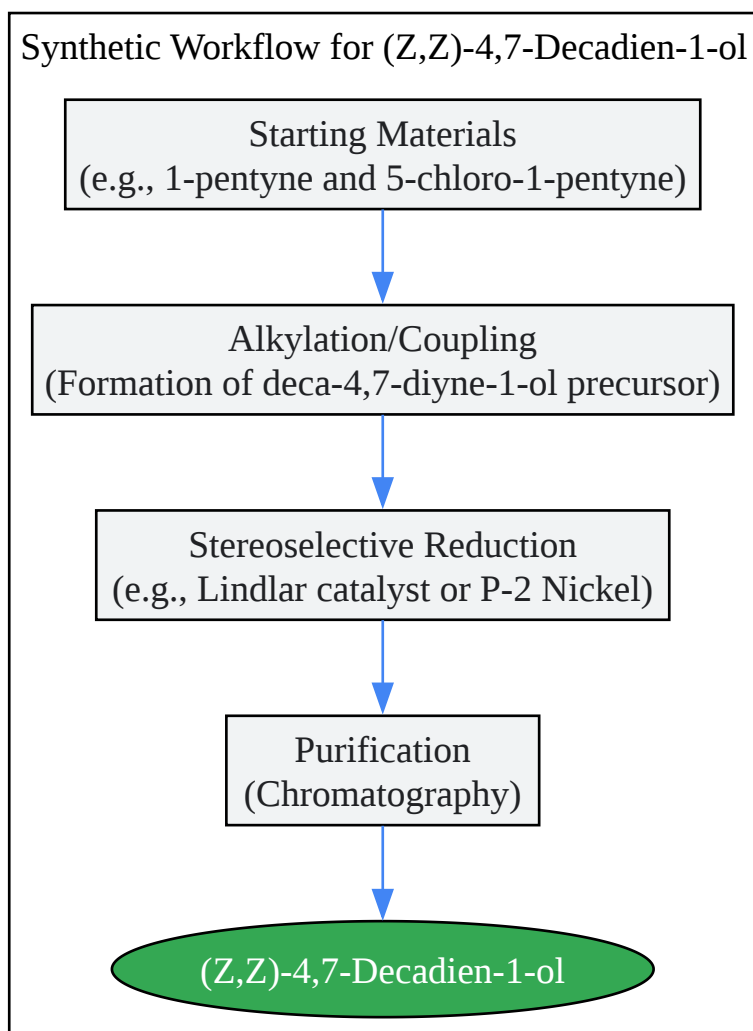 Synthetic Workflow for (Z,Z)-4,7-Decadien-1-ol
Starting Materials
(e.g., 1-pentyne and 5-chloro-1-pentyne)
Alkylation/Coupling
(Formation of deca-4,7-diyne-1-ol precursor)
Stereoselective Reduction
(e.g., Lindlar catalyst or P-2 Nickel)
Purification
(Chromatography)
(Z,Z)-4,7-Decadien-1-ol